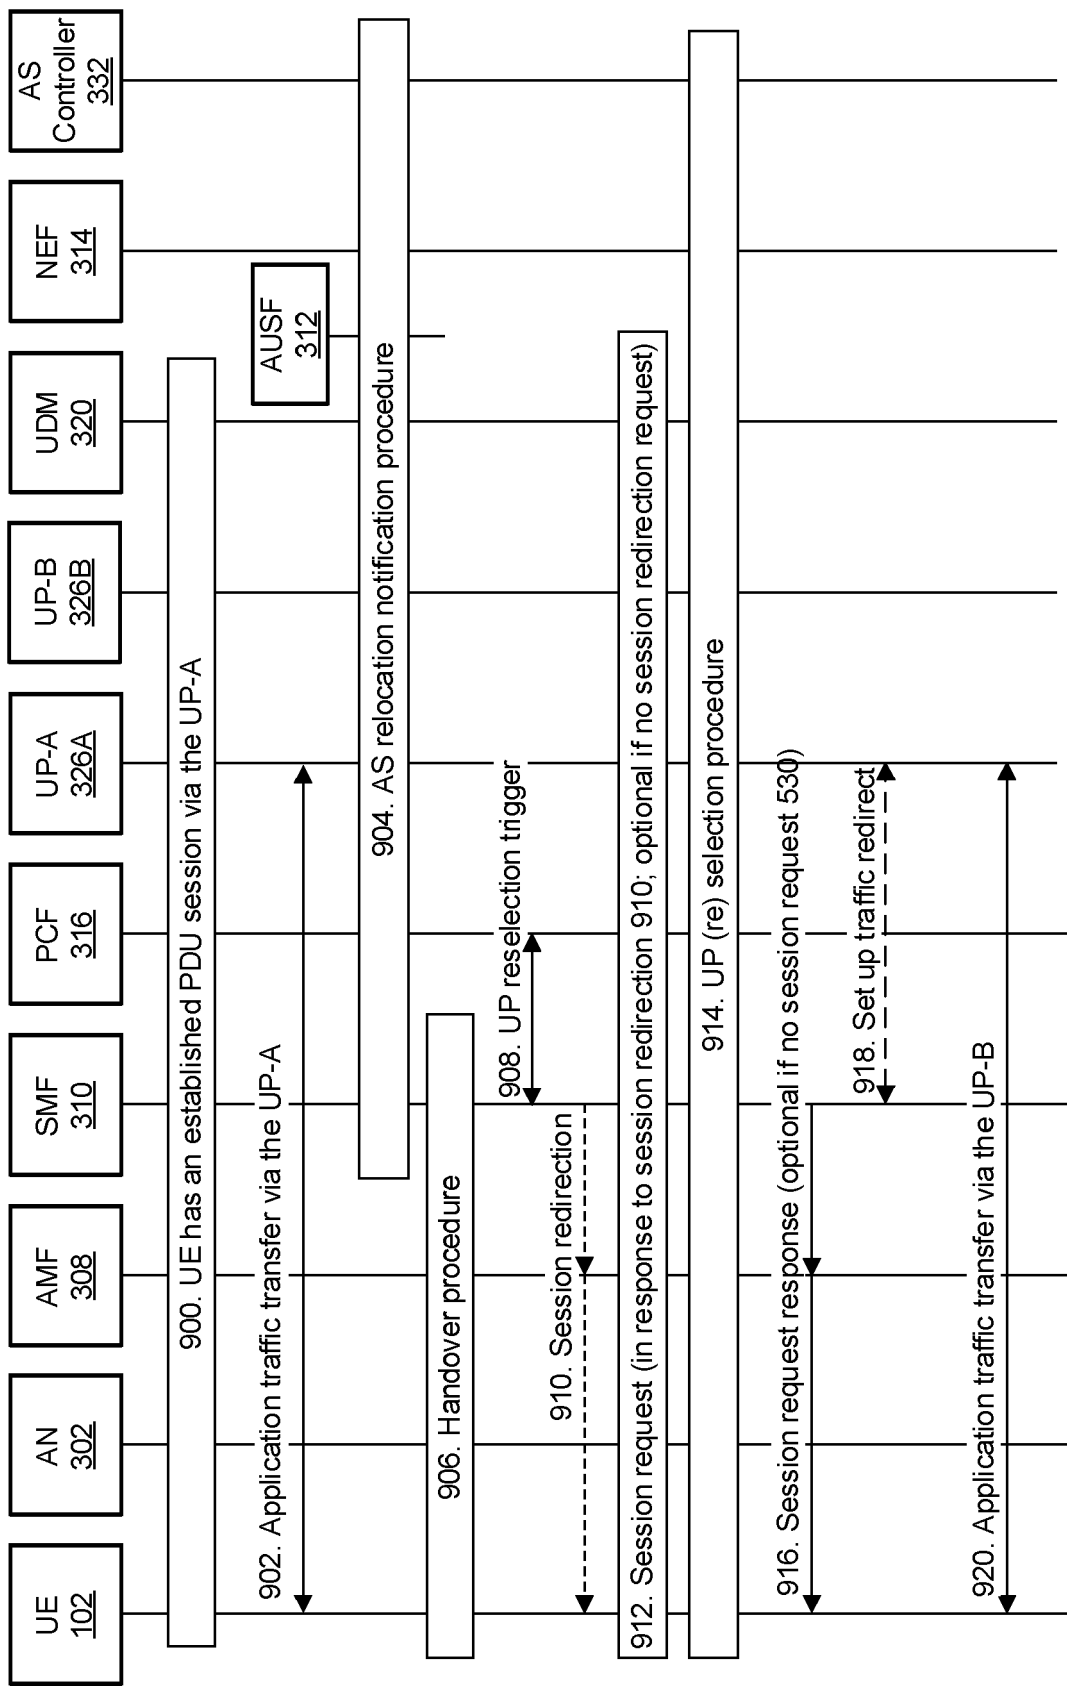 UE
102
AN
302
AMF
308
SMF
310
PCF
316
UP-A
326A
UP-B
326B
UDM
320
NEF
314
AS
Controller
332
900. UE has an established PDU session via the UP-A
902. Application traffic transfer via the UP-A
AUSF
312
904. AS relocation notification procedure
906. Handover procedure
908. UP reselection trigger
910. Session redirection
912. Session request (in response to session redirection 910; optional if no session redirection request)
914. UP (re) selection procedure
916. Session request response (optional if no session request 530)
918. Set up traffic redirect
920. Application traffic transfer via the UP-B